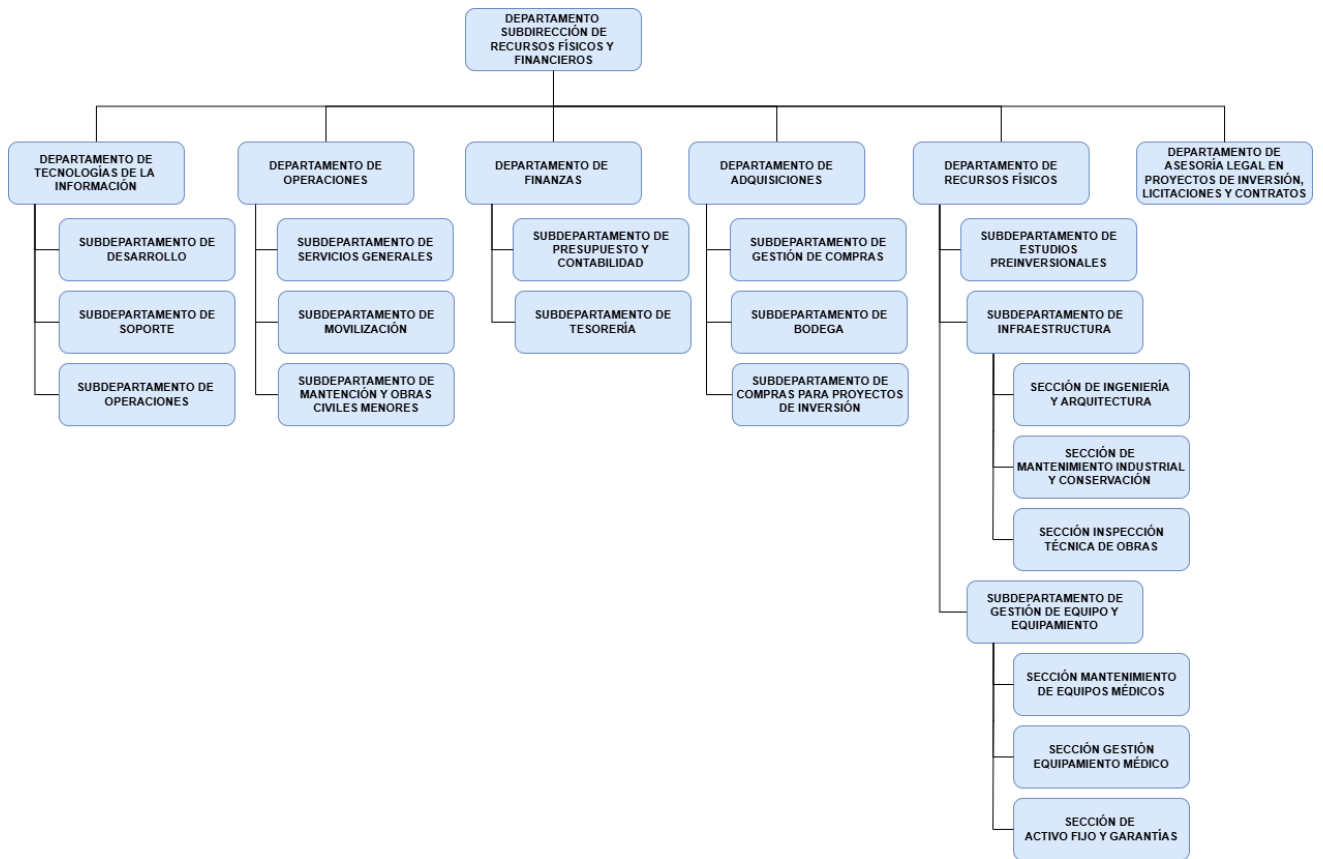 DEPARTAMENTO
SUBDIRECCIÓN DE
RECURSOS FÍSICOS Y
FINANCIEROS
DEPARTAMENTO DE
TECNOLOGÍAS DE LA
INFORMACIÓN
SUBDEPARTAMENTO DE
DESARROLLO
SUBDEPARTAMENTO DE
SOPORTE
SUBDEPARTAMENTO DE
OPERACIONES
DEPARTAMENTO DE
OPERACIONES
SUBDEPARTAMENTO DE
SERVICIOS GENERALES
SUBDEPARTAMENTO DE
MOVILIZACIÓN
SUBDEPARTAMENTO DE
MANTENCIÓN Y OBRAS
CIVILES MENORES
DEPARTAMENTO DE
FINANZAS
SUBDEPARTAMENTO DE
PRESUPUESTO Y
CONTABILIDAD
SUBDEPARTAMENTO DE
TESORERÍA
DEPARTAMENTO DE
ADQUISICIONES
SUBDEPARTAMENTO DE
GESTIÓN DE COMPRAS
SUBDEPARTAMENTO DE
BODEGA
SUBDEPARTAMENTO DE
COMPRAS PARA PROYECTOS
DE INVERSIÓN
DEPARTAMENTO DE
RECURSOS FÍSICOS
SUBDEPARTAMENTO DE
ESTUDIOS
PREINVERSIONALES
SUBDEPARTAMENTO DE
INFRAESTRUCTURA
SECCIÓN DE INGENIERÍA
Y ARQUITECTURA
SECCIÓN DE
MANTENIMIENTO INDUSTRIAL
Y CONSERVACIÓN
SECCIÓN INSPECCIÓN
TÉCNICA DE OBRAS
SUBDEPARTAMENTO DE
GESTIÓN DE EQUIPO Y
EQUIPAMIENTO
SECCIÓN MANTENIMIENTO
DE EQUIPOS MÉDICOS
SECCIÓN GESTIÓN
EQUIPAMIENTO MÉDICO
SECCIÓN DE
ACTIVO FIJO Y GARANTÍAS
DEPARTAMENTO DE
ASESORÍA LEGAL EN
PROYECTOS DE INVERSIÓN,
LICITACIONES Y CONTRATOS